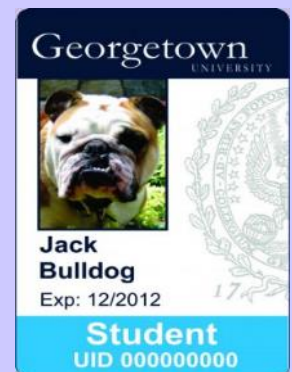 Georgetown
UNIVERSITY
Jack
Bulldog
Exp: 12/2012
Student
UID 000000000